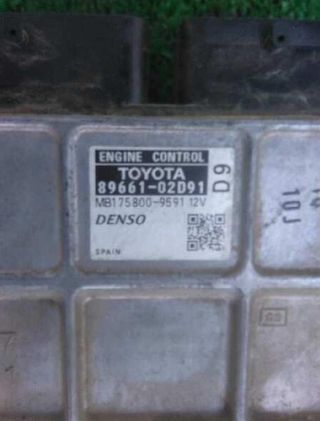 ENGINE CONTROL
TOYOTA
89661-02D91
D9
MB175800-9591 12V
DENSO
SPAIN
10J